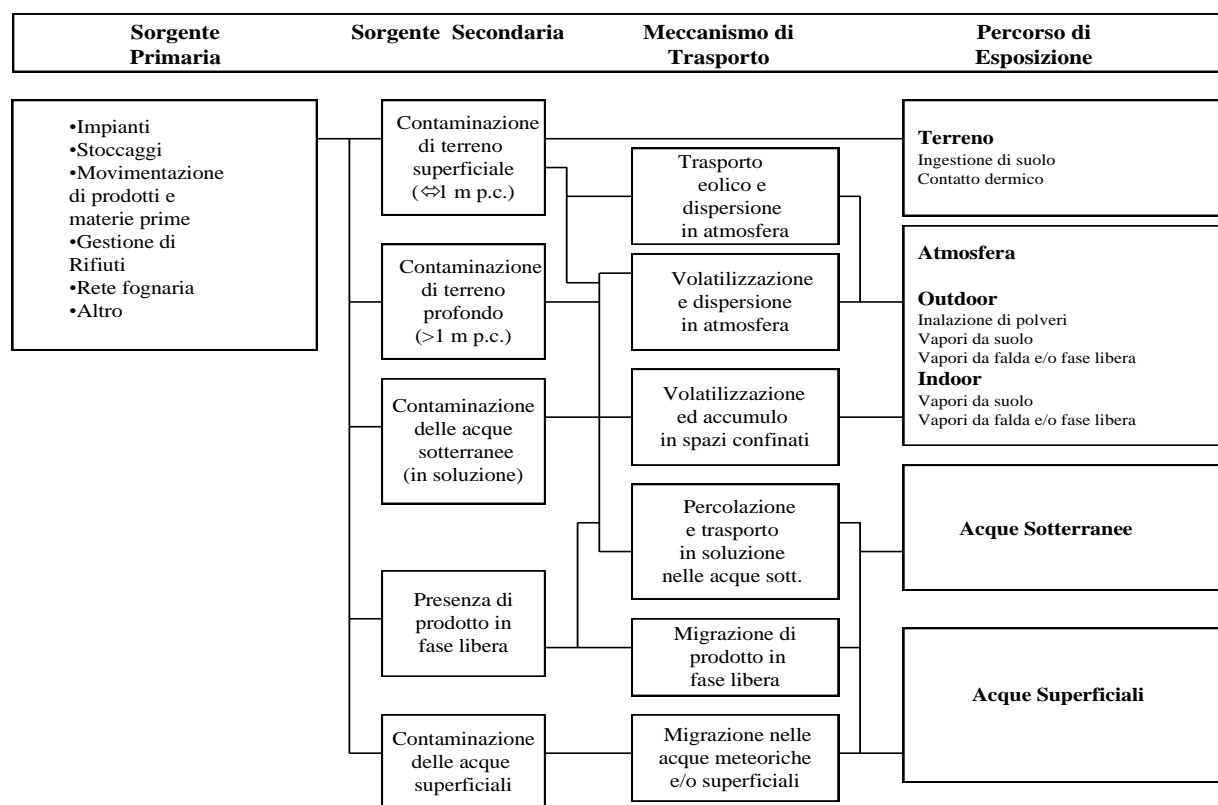 Sorgente
Primaria
Sorgente Secondaria
Meccanismo di
Trasporto
Percorso di
Esposizione
•Impianti
•Stoccaggi
•Movimentazione
di prodotti e
materie prime
•Gestione di
Rifiuti
•Rete fognaria
•Altro
Contaminazione
di terreno
superficiale
(⇔1 m p.c.)
Contaminazione
di terreno
profondo
(>1 m p.c.)
Contaminazione
delle acque
sotterranee
(in soluzione)
Presenza di
prodotto in
fase libera
Contaminazione
delle acque
superficiali
Trasporto
eolico e
dispersione
in atmosfera
Volatilizzazione
e dispersione
in atmosfera
Volatilizzazione
ed accumulo
in spazi confinati
Percolazione
e trasporto
in soluzione
nelle acque sott.
Migrazione di
prodotto in
fase libera
Migrazione nelle
acque meteoriche
e/o superficiali
Terreno
Ingestione di suolo
Contatto dermico
Atmosfera
Outdoor
Inalazione di polveri
Vapori da suolo
Vapori da falda e/o fase libera
Indoor
Vapori da suolo
Vapori da falda e/o fase libera
Acque Sotterranee
Acque Superficiali